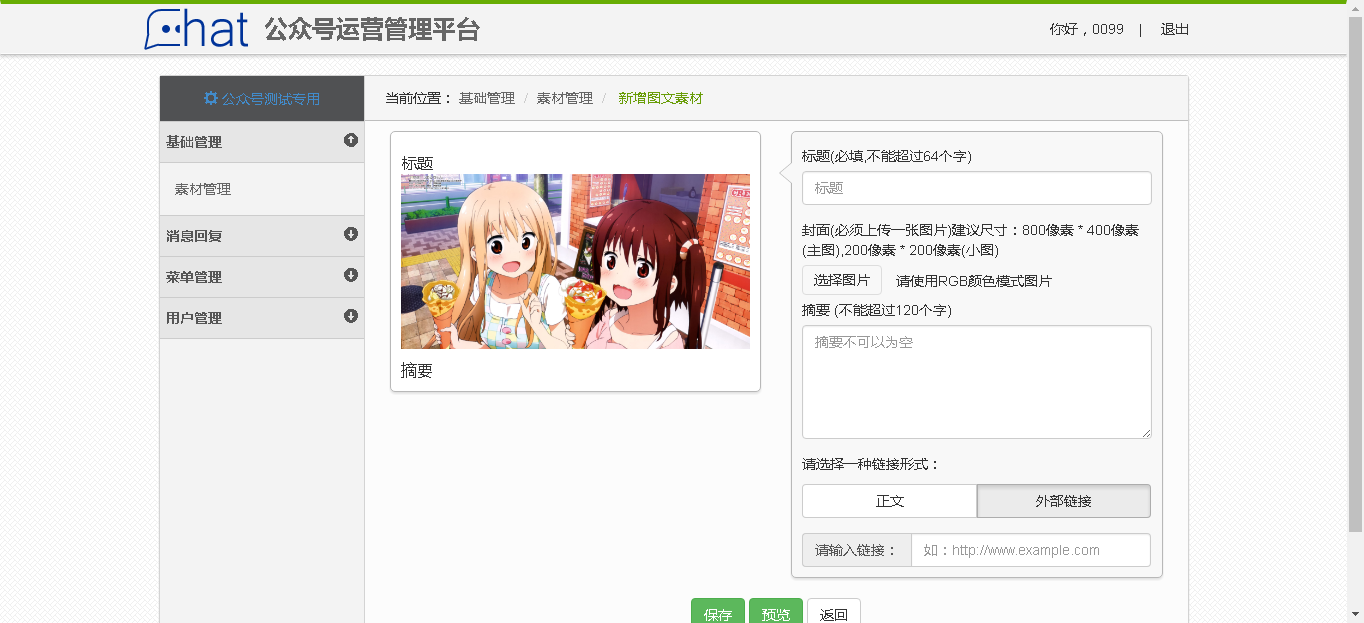 Chat 公众号运营管理平台
你好，0099 | 退出
公众号测试专用
当前位置： 基础管理 / 素材管理 / 新增图文素材
基础管理
素材管理
消息回复
菜单管理
用户管理
标题
摘要
标题(必填,不能超过64个字)
标题
封面(必须上传一张图片)建议尺寸：800像素 * 400像素
(主图),200像素 * 200像素(小图)
选择图片 请使用RGB颜色模式图片
摘要 (不能超过120个字)
摘要不可以为空
请选择一种链接形式：
正文 外部链接
请输入链接： 如：http://www.example.com
保存 预览 返回